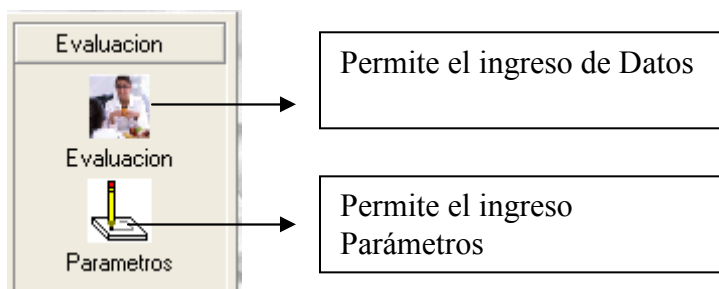 Evaluacion
Permite el ingreso de Datos
Evaluacion
Permite el ingreso
Parámetros
Parametros